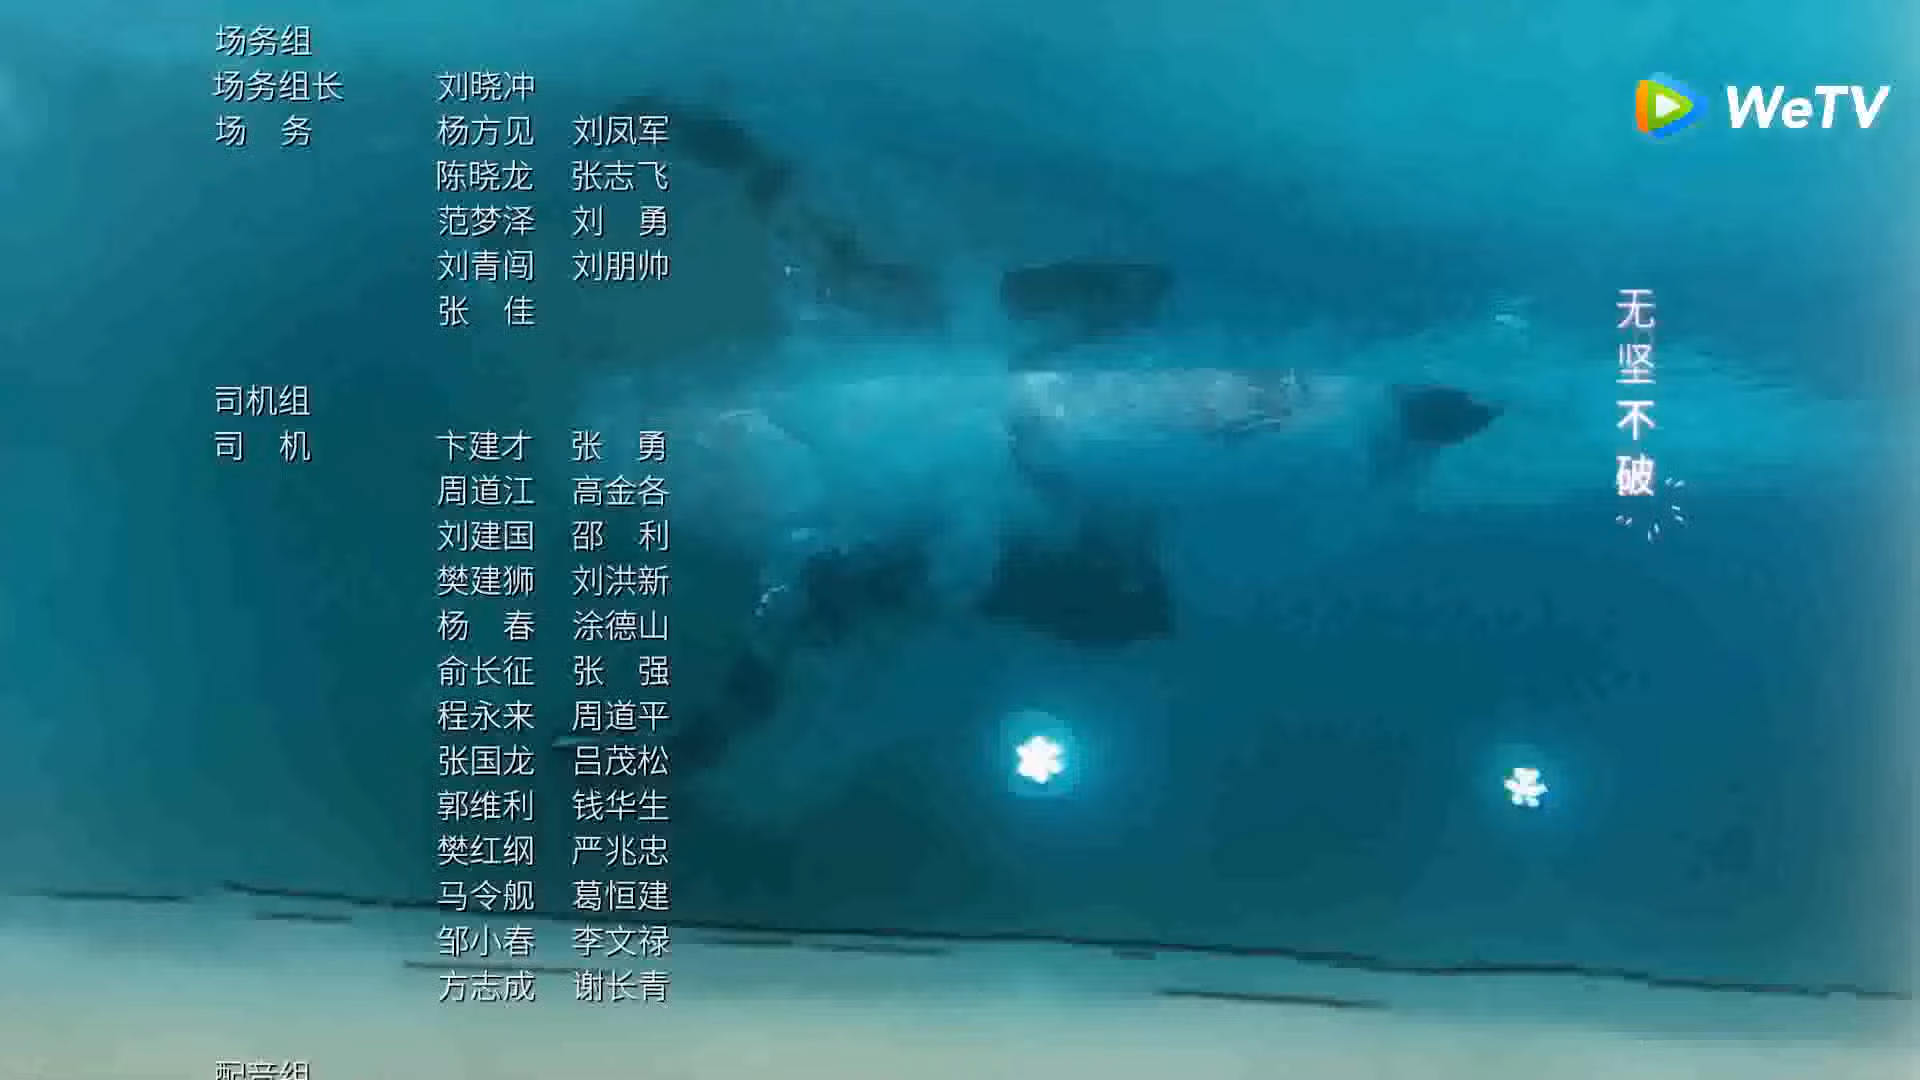 场务组
场务组长 刘晓冲
场 务 杨方见 刘凤军
陈晓龙 张志飞
范梦泽 刘 勇
刘青闯 刘朋帅
张 佳
司机组
司 机 卞建才 张 勇
周道江 高金各
刘建国 邵 利
樊建狮 刘洪新
杨 春 涂德山
俞长征 张 强
程永来 周道平
张国龙 吕茂松
郭维利 钱华生
樊红纲 严兆忠
马令舰 葛恒建
邹小春 李文禄
方志成 谢长青
配音组
WeTV
无坚不破